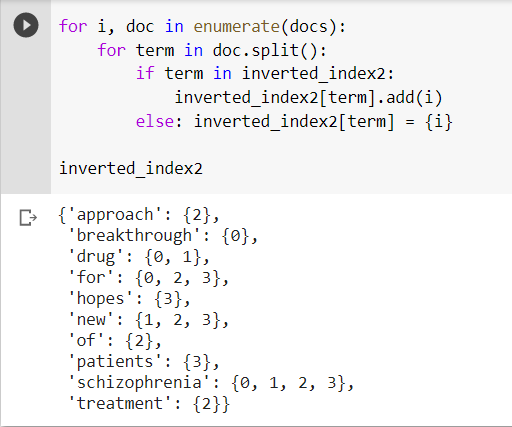 for i, doc in enumerate(docs):
    for term in doc.split():
        if term in inverted_index2:
            inverted_index2[term].add(i)
        else: inverted_index2[term] = {i}

inverted_index2
{'approach': {2},
 'breakthrough': {0},
 'drug': {0, 1},
 'for': {0, 2, 3},
 'hopes': {3},
 'new': {1, 2, 3},
 'of': {2},
 'patients': {3},
 'schizophrenia': {0, 1, 2, 3},
 'treatment': {2}}